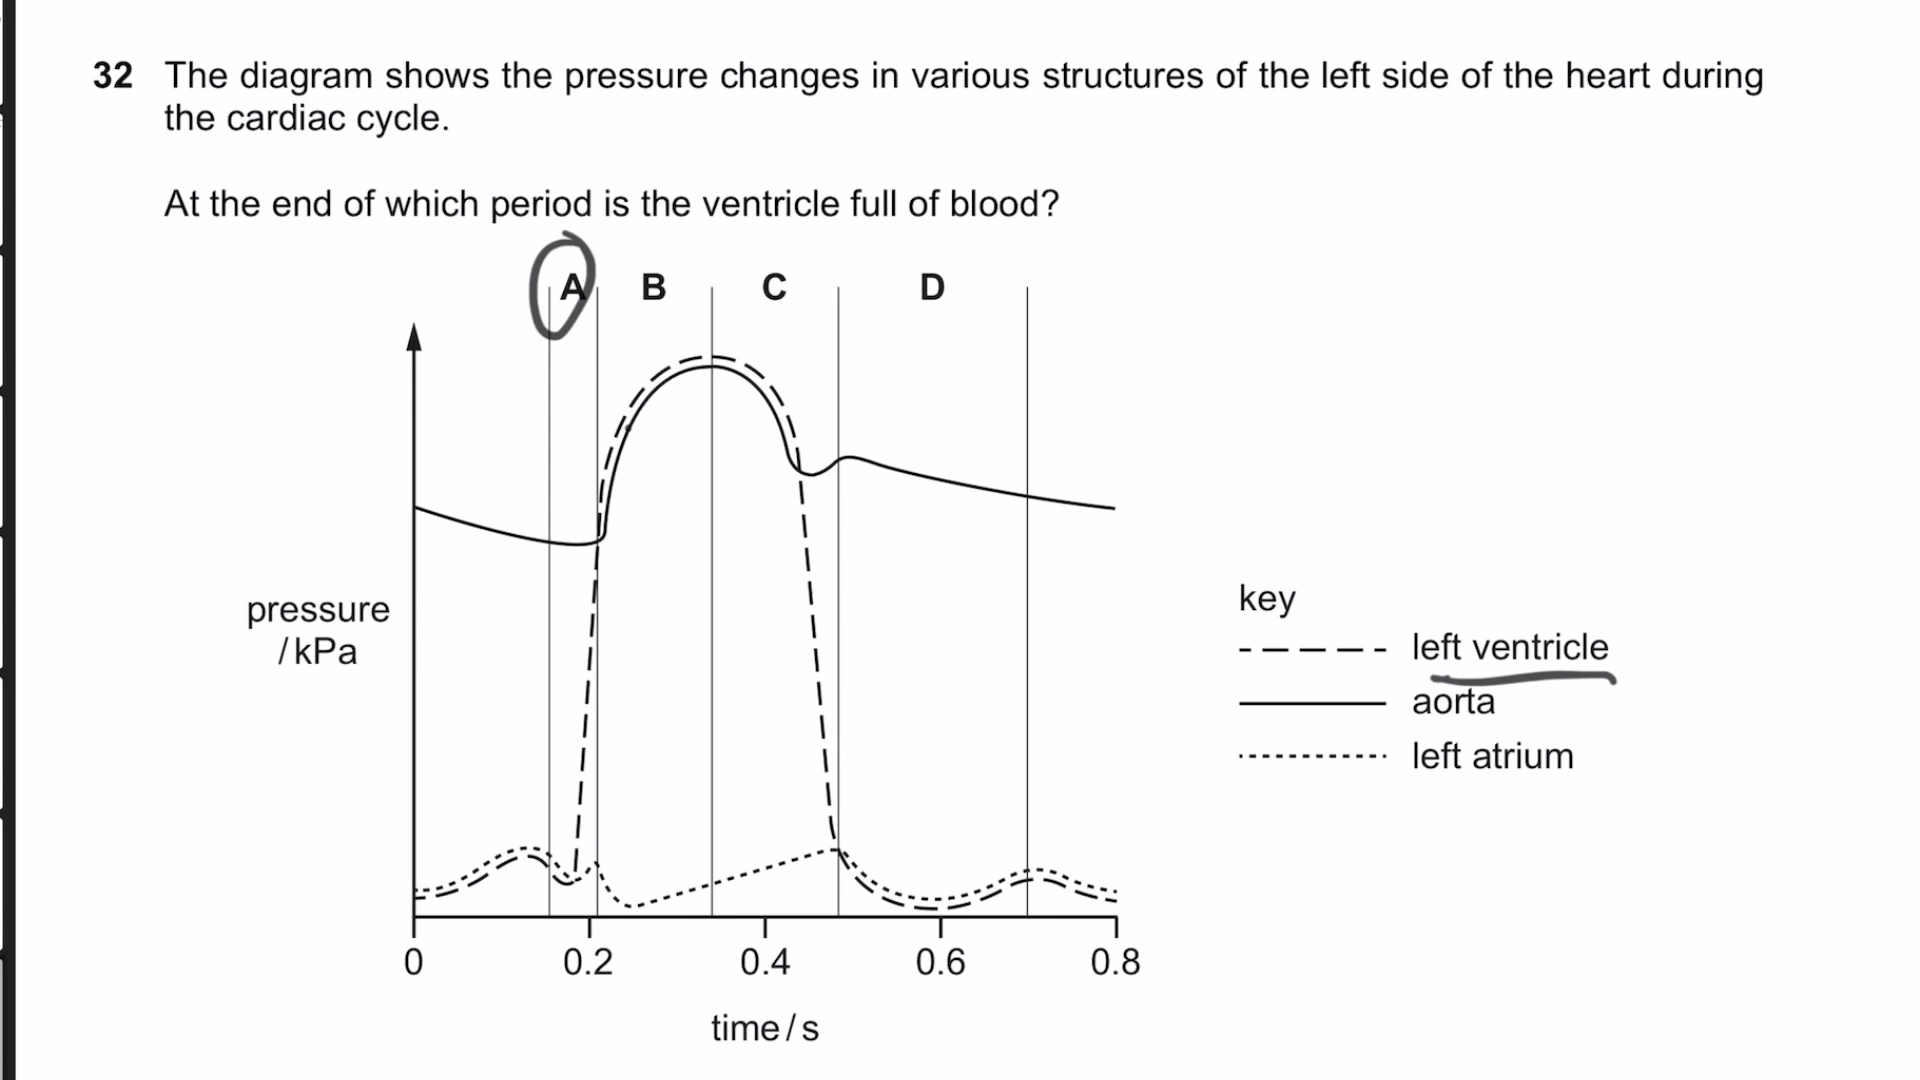 32 The diagram shows the pressure changes in various structures of the left side of the heart during
the cardiac cycle.
At the end of which period is the ventricle full of blood?
A B C D
pressure
/ kPa
key
left ventricle
aorta
left atrium
0 0.2 0.4 0.6 0.8
time / s